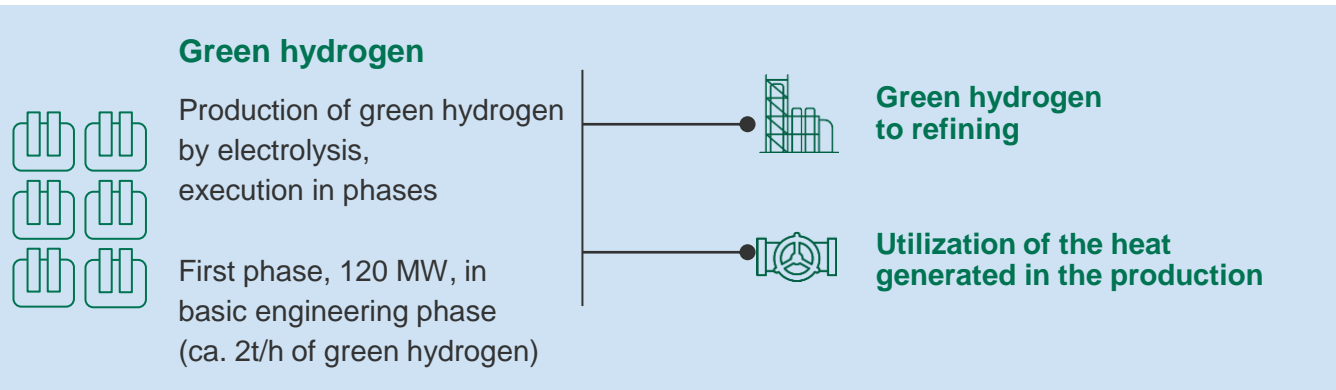 Green hydrogen
Production of green hydrogen
by electrolysis,
execution in phases
First phase, 120 MW, in
basic engineering phase
(ca. 2t/h of green hydrogen)
Green hydrogen
to refining
Utilization of the heat
generated in the production